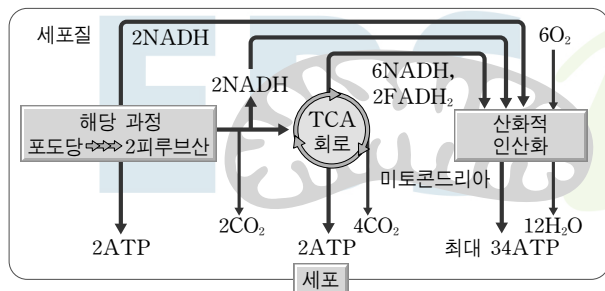 세포질
2NADH
6O₂
2NADH
6NADH,
2FADH₂
해당 과정
포도당 ⇨⇨⇨ 2피루브산
TCA
회로
산화적
인산화
미토콘드리아
2ATP
2CO₂
2ATP
4CO₂
12H₂O
최대 34ATP
세포